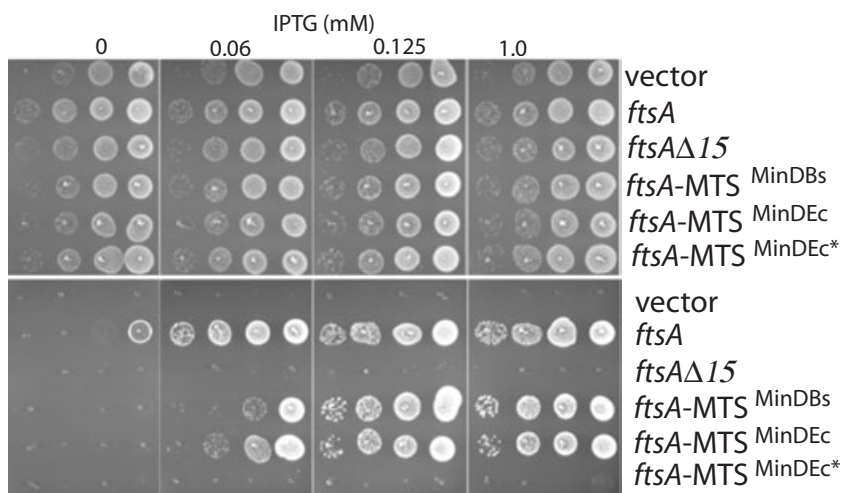 IPTG (mM)
0 0.06 0.125 1.0
vector
ftsA
ftsAΔ15
ftsA-MTS MinDBs
ftsA-MTS MinDEc
ftsA-MTS MinDEc*
vector
ftsA
ftsAΔ15
ftsA-MTS MinDBs
ftsA-MTS MinDEc
ftsA-MTS MinDEc*